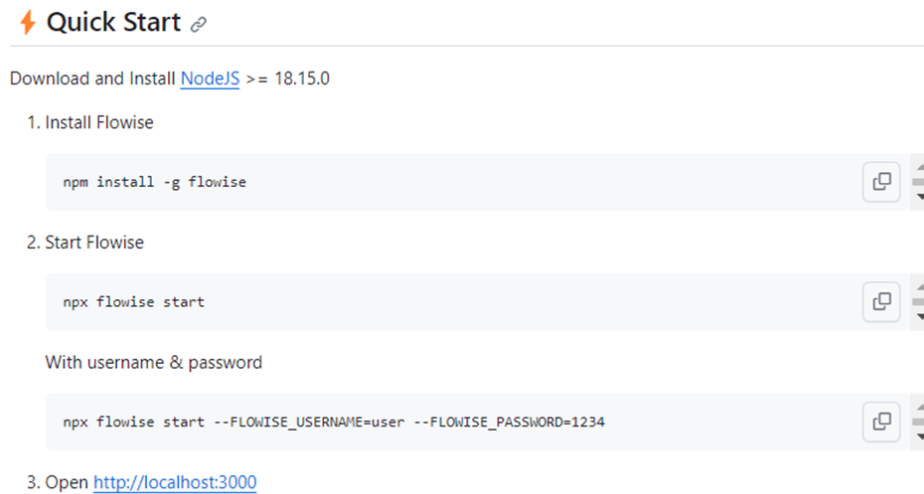 Quick Start
Download and Install NodeJS >= 18.15.0
1. Install Flowise
npm install -g flowise
2. Start Flowise
npx flowise start
With username & password
npx flowise start --FLOWISE_USERNAME=user --FLOWISE_PASSWORD=1234
3. Open http://localhost:3000